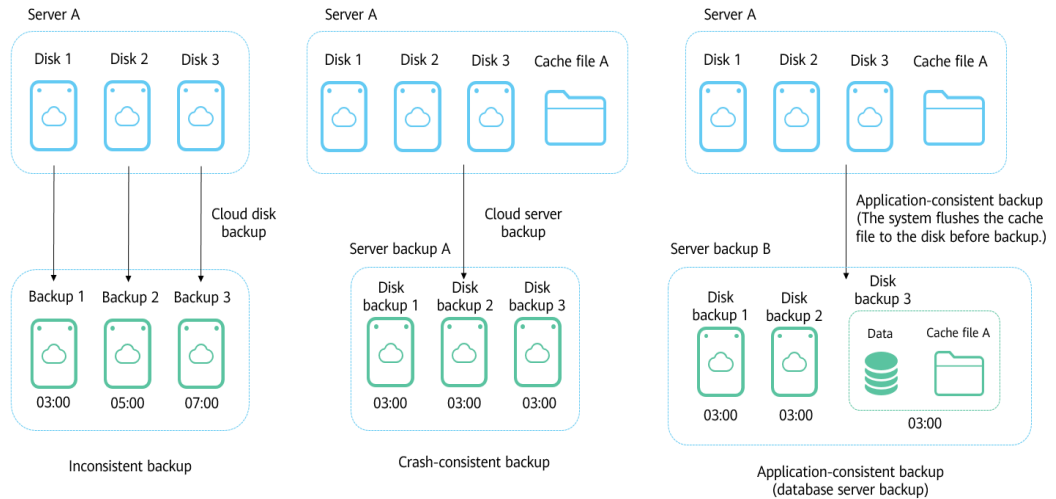 Server A
Disk 1
Disk 2
Disk 3
Cloud disk
backup
Backup 1
Backup 2
Backup 3
03:00
05:00
07:00
Inconsistent backup
Server A
Disk 1
Disk 2
Disk 3
Cache file A
Cloud server
backup
Server backup A
Disk
backup 1
Disk
backup 2
Disk
backup 3
03:00
03:00
03:00
Crash-consistent backup
Server A
Disk 1
Disk 2
Disk 3
Cache file A
Application-consistent backup
(The system flushes the cache
file to the disk before backup.)
Server backup B
Disk
backup 1
Disk
backup 2
Disk
backup 3
Data
Cache file A
03:00
03:00
03:00
Application-consistent backup
(database server backup)